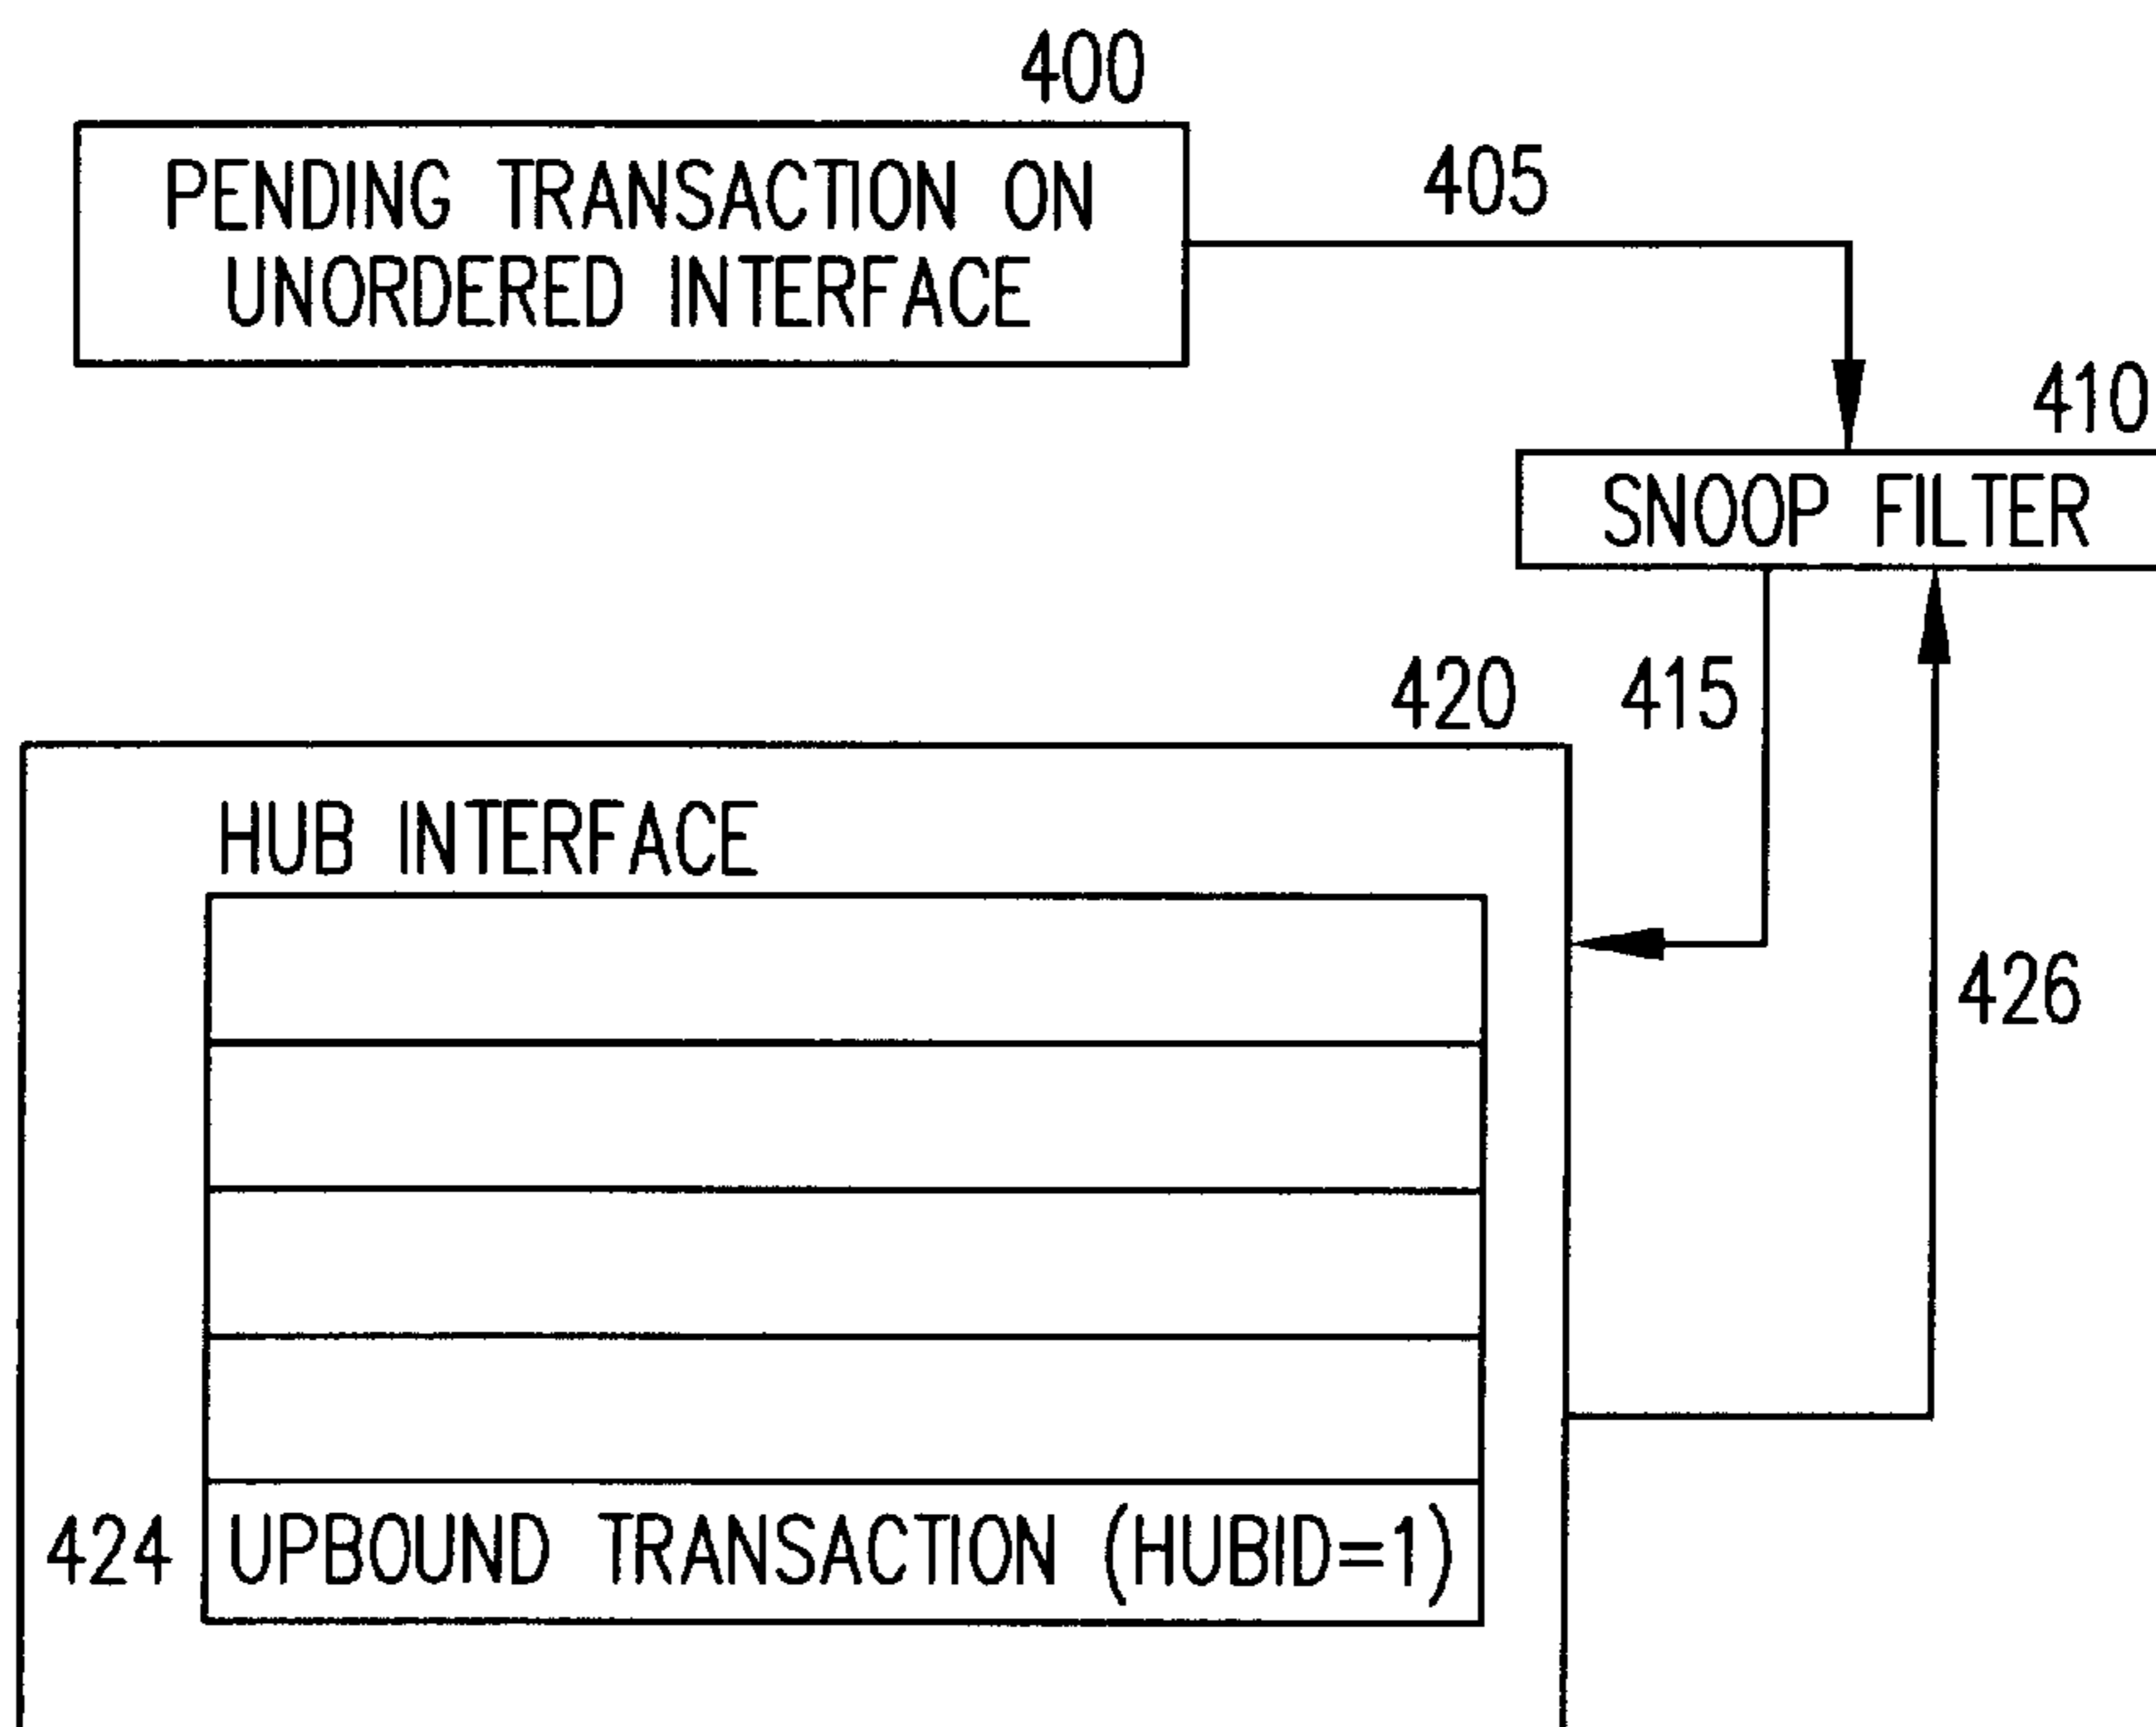 400
PENDING TRANSACTION ON
UNORDERED INTERFACE
405
410
SNOOP FILTER
420
415
HUB INTERFACE
426
424
UPBOUND TRANSACTION (HUBID=1)